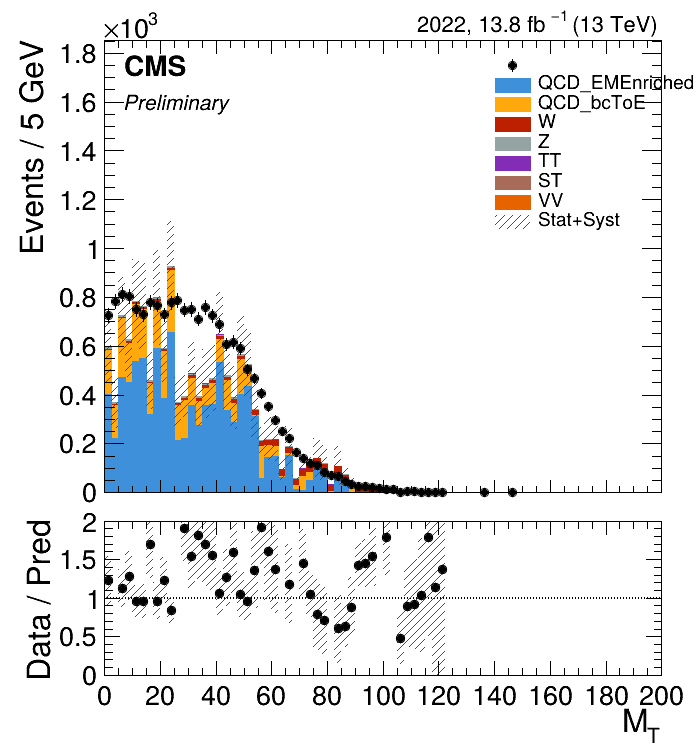 ×10³
2022, 13.8 fb⁻¹ (13 TeV)
CMS
Preliminary
QCD_EMEnriched
QCD_bcToE
W
Z
TT
ST
VV
Stat+Syst
Events / 5 GeV
1.8
1.6
1.4
1.2
1
0.8
0.6
0.4
0.2
0
Data / Pred
2
1.5
1
0.5
0
0 20 40 60 80 100 120 140 160 180 200
M_T